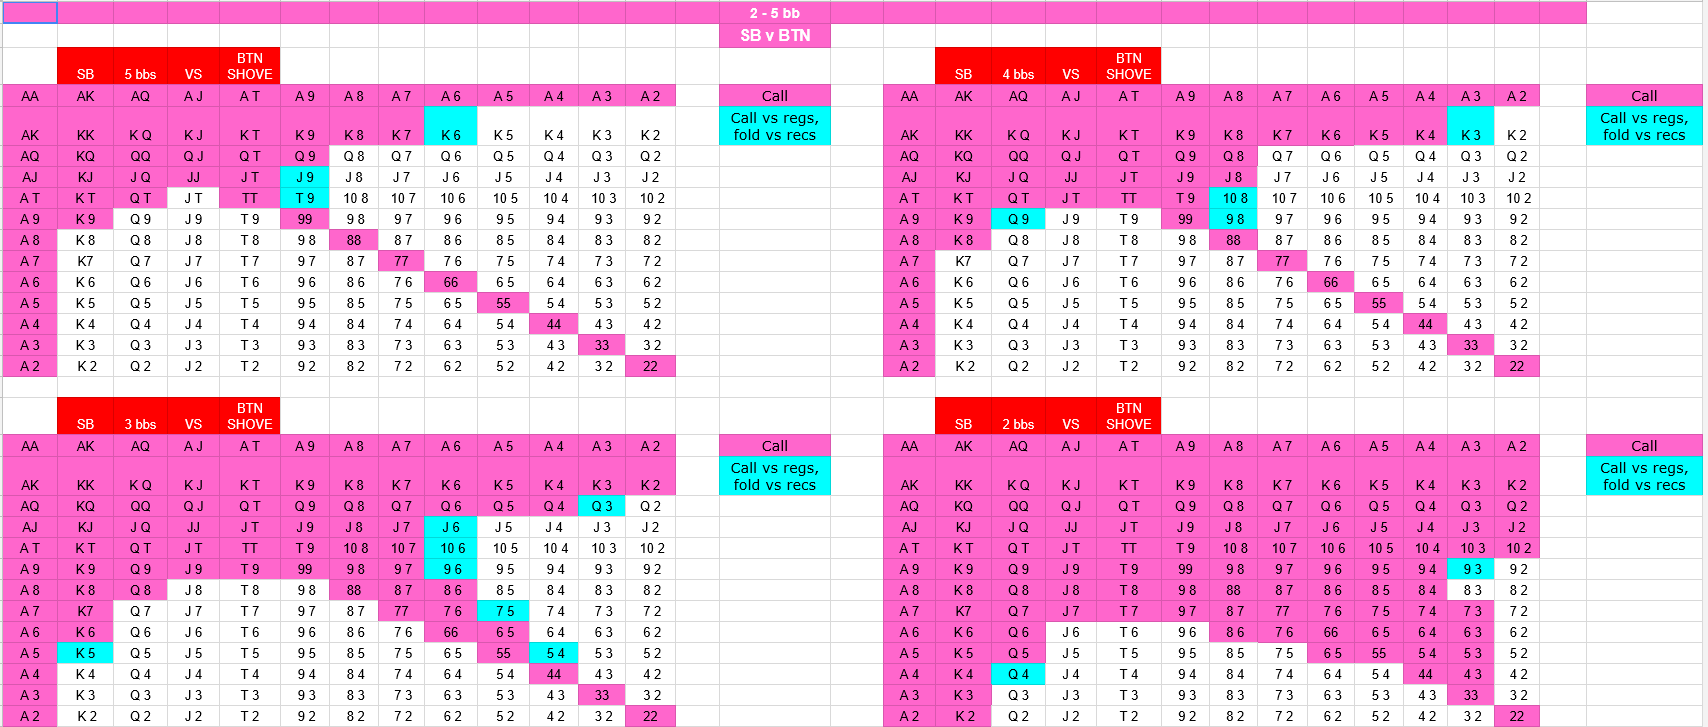 2 - 5 bb
SB v BTN
SB 5 bbs VS BTN SHOVE SB 4 bbs VS BTN SHOVE
AA AK AQ A J A T A 9 A 8 A 7 A 6 A 5 A 4 A 3 A 2 Call AA AK AQ A J A T A 9 A 8 A 7 A 6 A 5 A 4 A 3 A 2 Call
AK KK K Q K J K T K 9 K 8 K 7 K 6 K 5 K 4 K 3 K 2 Call vs regs, fold vs recs AK KK K Q K J K T K 9 K 8 K 7 K 6 K 5 K 4 K 3 K 2 Call vs regs, fold vs recs
AQ KQ QQ Q J Q T Q 9 Q 8 Q 7 Q 6 Q 5 Q 4 Q 3 Q 2 AQ KQ QQ Q J Q T Q 9 Q 8 Q 7 Q 6 Q 5 Q 4 Q 3 Q 2
AJ KJ J Q JJ J T J 9 J 8 J 7 J 6 J 5 J 4 J 3 J 2 AJ KJ J Q JJ J T J 9 J 8 J 7 J 6 J 5 J 4 J 3 J 2
A T K T Q T J T TT T 9 10 8 10 7 10 6 10 5 10 4 10 3 10 2 A T K T Q T J T TT T 9 10 8 10 7 10 6 10 5 10 4 10 3 10 2
A 9 K 9 Q 9 J 9 T 9 99 9 8 9 7 9 6 9 5 9 4 9 3 9 2 A 9 K 9 Q 9 J 9 T 9 99 9 8 9 7 9 6 9 5 9 4 9 3 9 2
A 8 K 8 Q 8 J 8 T 8 9 8 88 8 7 8 6 8 5 8 4 8 3 8 2 A 8 K 8 Q 8 J 8 T 8 9 8 88 8 7 8 6 8 5 8 4 8 3 8 2
A 7 K7 Q 7 J 7 T 7 9 7 8 7 77 7 6 7 5 7 4 7 3 7 2 A 7 K7 Q 7 J 7 T 7 9 7 8 7 77 7 6 7 5 7 4 7 3 7 2
A 6 K 6 Q 6 J 6 T 6 9 6 8 6 7 6 66 6 5 6 4 6 3 6 2 A 6 K 6 Q 6 J 6 T 6 9 6 8 6 7 6 66 6 5 6 4 6 3 6 2
A 5 K 5 Q 5 J 5 T 5 9 5 8 5 7 5 6 5 55 5 4 5 3 5 2 A 5 K 5 Q 5 J 5 T 5 9 5 8 5 7 5 6 5 55 5 4 5 3 5 2
A 4 K 4 Q 4 J 4 T 4 9 4 8 4 7 4 6 4 5 4 44 4 3 4 2 A 4 K 4 Q 4 J 4 T 4 9 4 8 4 7 4 6 4 5 4 44 4 3 4 2
A 3 K 3 Q 3 J 3 T 3 9 3 8 3 7 3 6 3 5 3 4 3 33 3 2 A 3 K 3 Q 3 J 3 T 3 9 3 8 3 7 3 6 3 5 3 4 3 33 3 2
A 2 K 2 Q 2 J 2 T 2 9 2 8 2 7 2 6 2 5 2 4 2 3 2 22 A 2 K 2 Q 2 J 2 T 2 9 2 8 2 7 2 6 2 5 2 4 2 3 2 22
SB 3 bbs VS BTN SHOVE SB 2 bbs VS BTN SHOVE
AA AK AQ A J A T A 9 A 8 A 7 A 6 A 5 A 4 A 3 A 2 Call AA AK AQ A J A T A 9 A 8 A 7 A 6 A 5 A 4 A 3 A 2 Call
AK KK K Q K J K T K 9 K 8 K 7 K 6 K 5 K 4 K 3 K 2 Call vs regs, fold vs recs AK KK K Q K J K T K 9 K 8 K 7 K 6 K 5 K 4 K 3 K 2 Call vs regs, fold vs recs
AQ KQ QQ Q J Q T Q 9 Q 8 Q 7 Q 6 Q 5 Q 4 Q 3 Q 2 AQ KQ QQ Q J Q T Q 9 Q 8 Q 7 Q 6 Q 5 Q 4 Q 3 Q 2
AJ KJ J Q JJ J T J 9 J 8 J 7 J 6 J 5 J 4 J 3 J 2 AJ KJ J Q JJ J T J 9 J 8 J 7 J 6 J 5 J 4 J 3 J 2
A T K T Q T J T TT T 9 10 8 10 7 10 6 10 5 10 4 10 3 10 2 A T K T Q T J T TT T 9 10 8 10 7 10 6 10 5 10 4 10 3 10 2
A 9 K 9 Q 9 J 9 T 9 99 9 8 9 7 9 6 9 5 9 4 9 3 9 2 A 9 K 9 Q 9 J 9 T 9 99 9 8 9 7 9 6 9 5 9 4 9 3 9 2
A 8 K 8 Q 8 J 8 T 8 9 8 88 8 7 8 6 8 5 8 4 8 3 8 2 A 8 K 8 Q 8 J 8 T 8 9 8 88 8 7 8 6 8 5 8 4 8 3 8 2
A 7 K7 Q 7 J 7 T 7 9 7 8 7 77 7 6 7 5 7 4 7 3 7 2 A 7 K7 Q 7 J 7 T 7 9 7 8 7 77 7 6 7 5 7 4 7 3 7 2
A 6 K 6 Q 6 J 6 T 6 9 6 8 6 7 6 66 6 5 6 4 6 3 6 2 A 6 K 6 Q 6 J 6 T 6 9 6 8 6 7 6 66 6 5 6 4 6 3 6 2
A 5 K 5 Q 5 J 5 T 5 9 5 8 5 7 5 6 5 55 5 4 5 3 5 2 A 5 K 5 Q 5 J 5 T 5 9 5 8 5 7 5 6 5 55 5 4 5 3 5 2
A 4 K 4 Q 4 J 4 T 4 9 4 8 4 7 4 6 4 5 4 44 4 3 4 2 A 4 K 4 Q 4 J 4 T 4 9 4 8 4 7 4 6 4 5 4 44 4 3 4 2
A 3 K 3 Q 3 J 3 T 3 9 3 8 3 7 3 6 3 5 3 4 3 33 3 2 A 3 K 3 Q 3 J 3 T 3 9 3 8 3 7 3 6 3 5 3 4 3 33 3 2
A 2 K 2 Q 2 J 2 T 2 9 2 8 2 7 2 6 2 5 2 4 2 3 2 22 A 2 K 2 Q 2 J 2 T 2 9 2 8 2 7 2 6 2 5 2 4 2 3 2 22